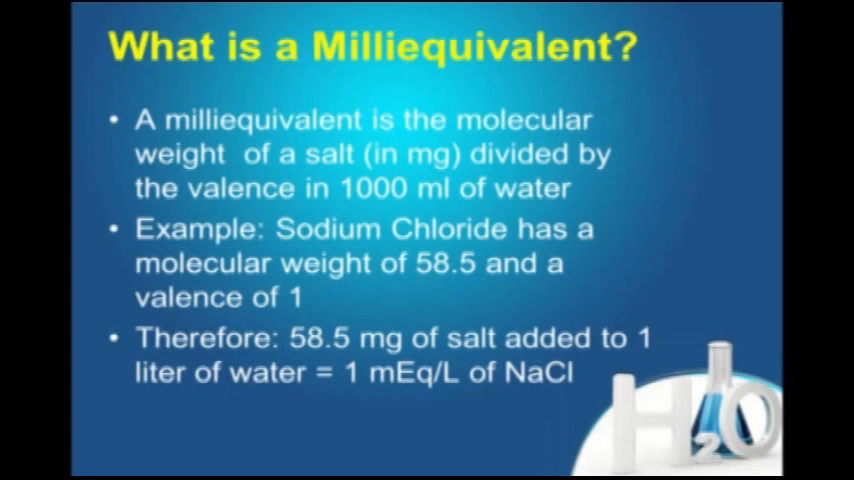 What is a Milliequivalent?
• A milliequivalent is the molecular
weight of a salt (in mg) divided by
the valence in 1000 ml of water
• Example: Sodium Chloride has a
molecular weight of 58.5 and a
valence of 1
• Therefore: 58.5 mg of salt added to 1
liter of water = 1 mEq/L of NaCl
H2O